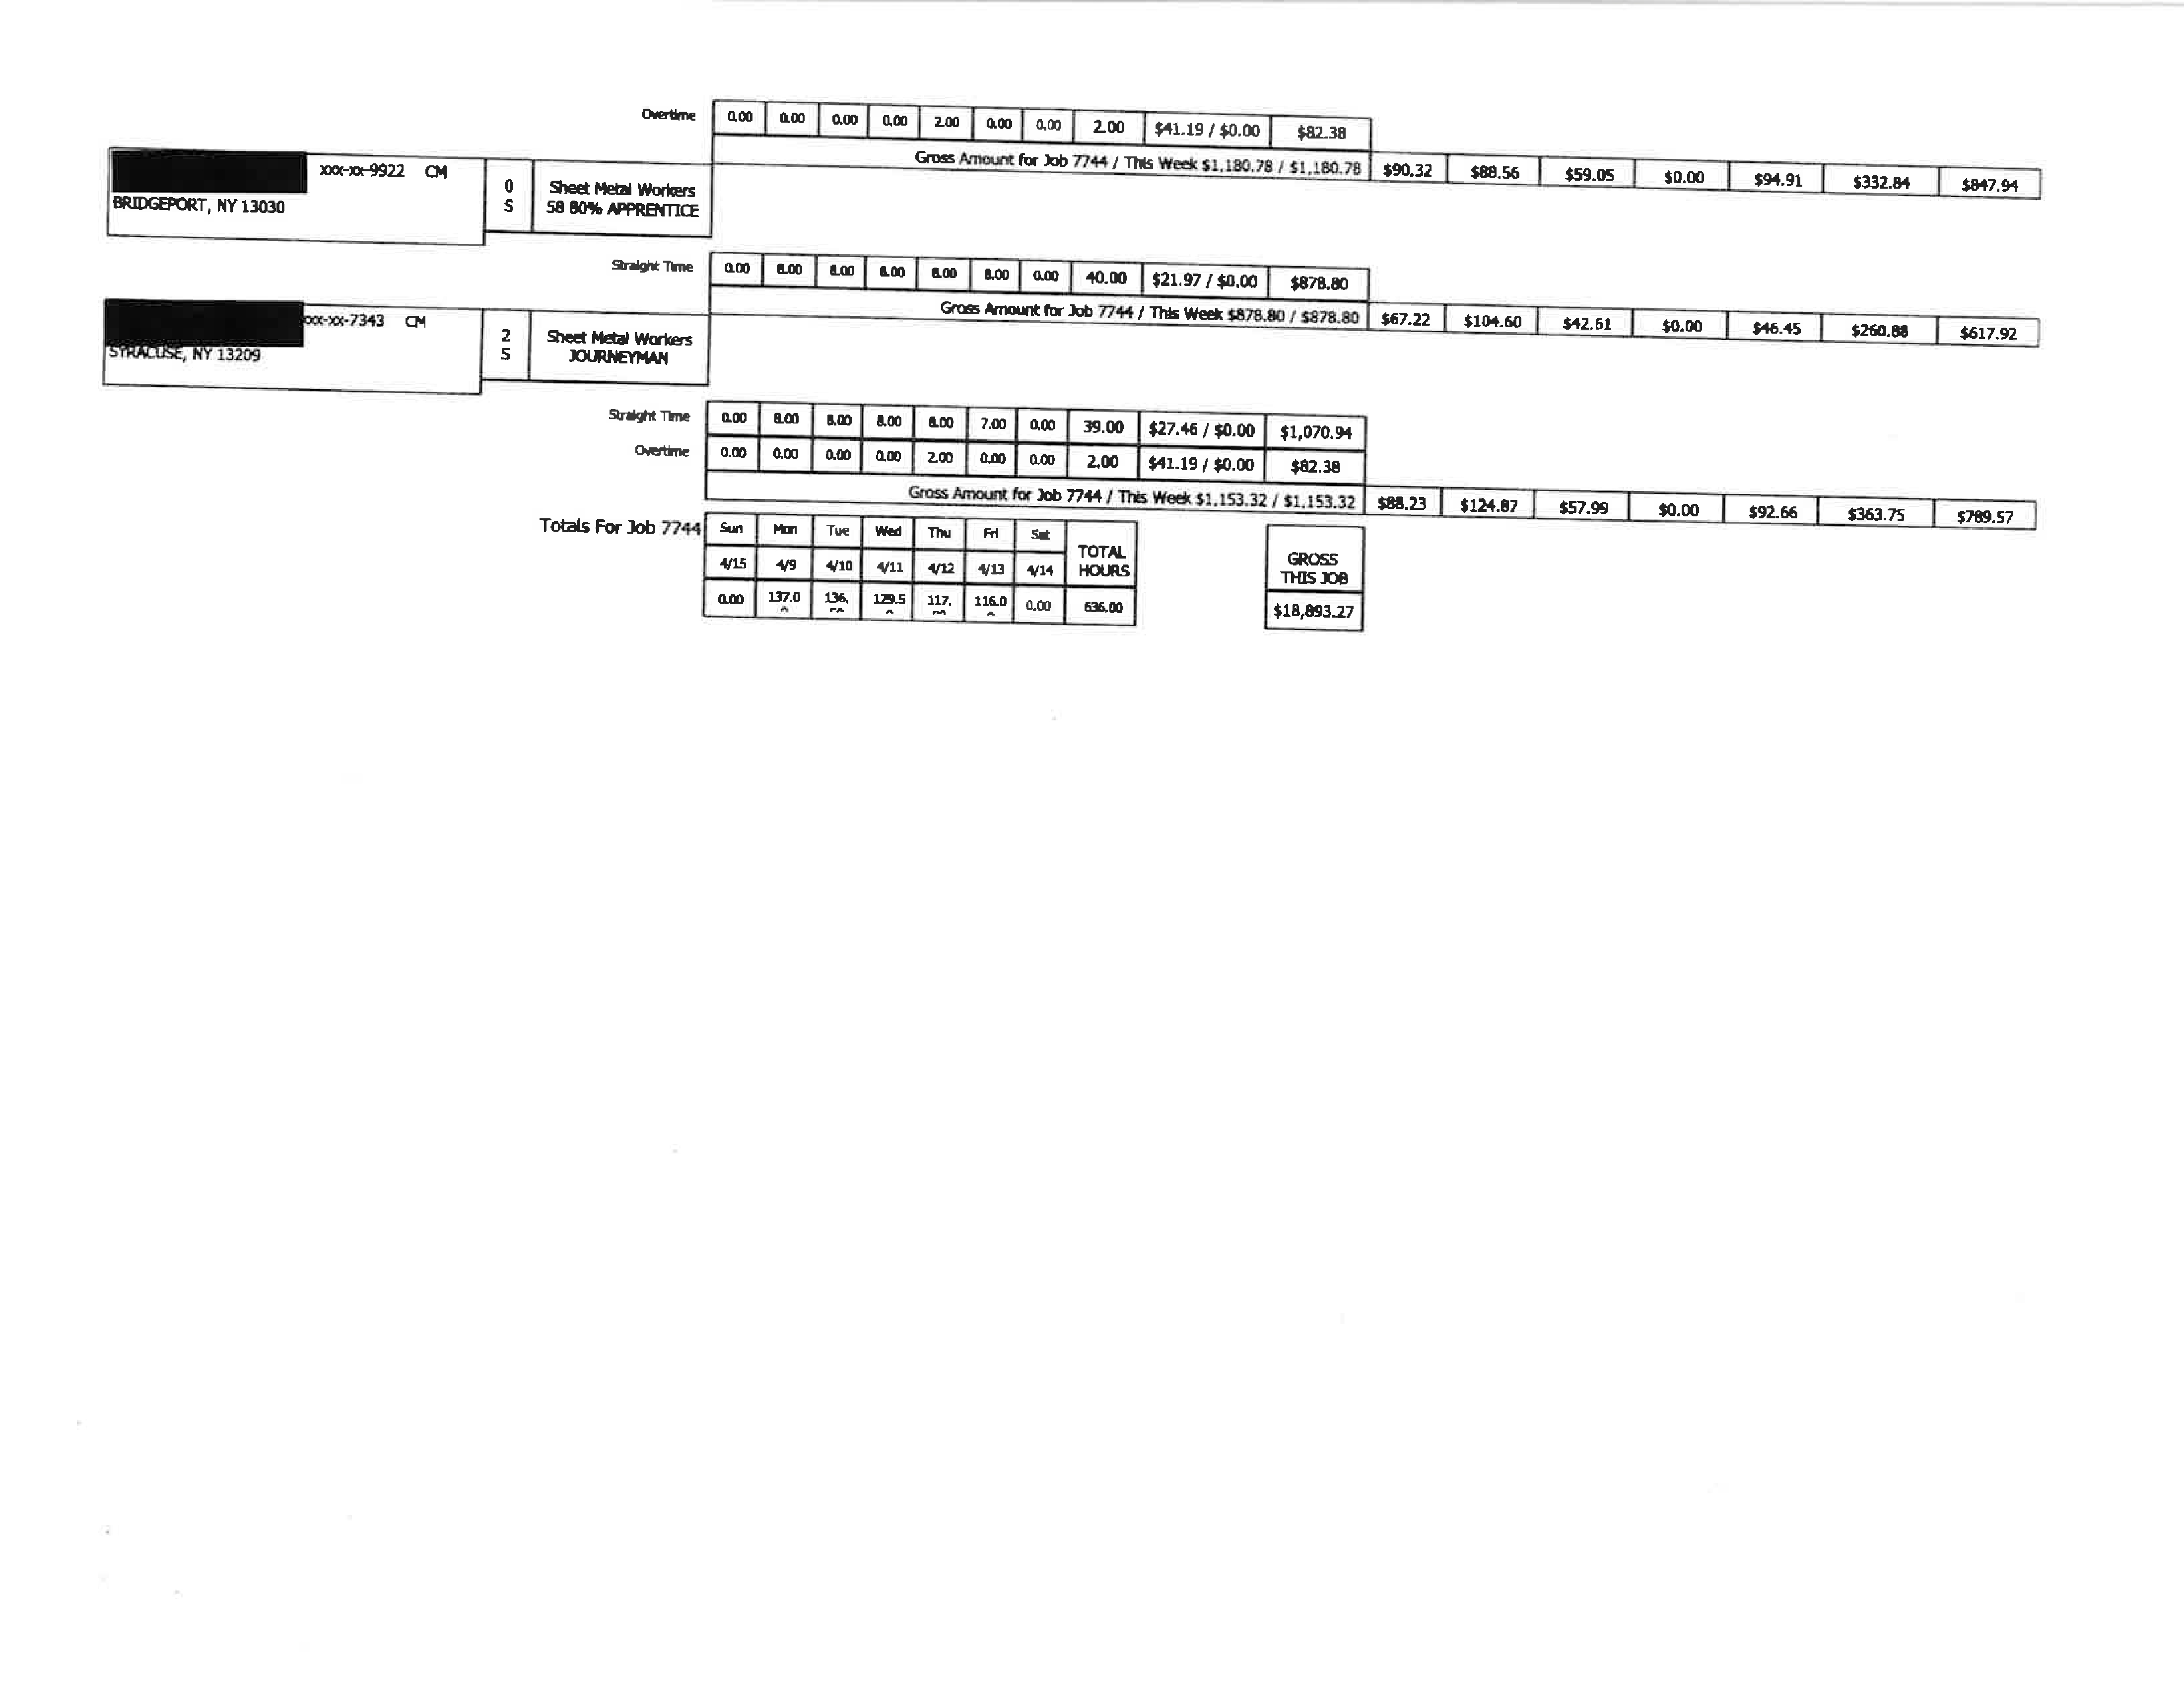 Overtime 0.00 0.00 0.00 0.00 2.00 0.00 0.00 2.00 $41.19 / $0.00 $82.38
Gross Amount for Job 7744 / This Week $1,180.78 / $1,180.78 $90.32 $88.56 $59.05 $0.00 $94.91 $332.84 $847.94
xxx-xx-9922 CM
BRIDGEPORT, NY 13030
0
S
Sheet Metal Workers
58 80% APPRENTICE
Straight Time 0.00 8.00 8.00 8.00 8.00 8.00 0.00 40.00 $21.97 / $0.00 $878.80
Gross Amount for Job 7744 / This Week $878.80 / $878.80 $67.22 $104.60 $42.61 $0.00 $46.45 $260.88 $617.92
xxx-xx-7343 CM
SYRACUSE, NY 13209
2
S
Sheet Metal Workers
JOURNEYMAN
Straight Time 0.00 8.00 8.00 8.00 8.00 7.00 0.00 39.00 $27.46 / $0.00 $1,070.94
Overtime 0.00 0.00 0.00 0.00 2.00 0.00 0.00 2.00 $41.19 / $0.00 $82.38
Gross Amount for Job 7744 / This Week $1,153.32 / $1,153.32 $88.23 $124.87 $57.99 $0.00 $92.66 $363.75 $789.57
Totals For Job 7744 Sun Mon Tue Wed Thu Fri Sat TOTAL HOURS
4/15 4/9 4/10 4/11 4/12 4/13 4/14
0.00 137.0 136. 129.5 117. 116.0 0.00 636.00
GROSS
THIS JOB
$18,893.27